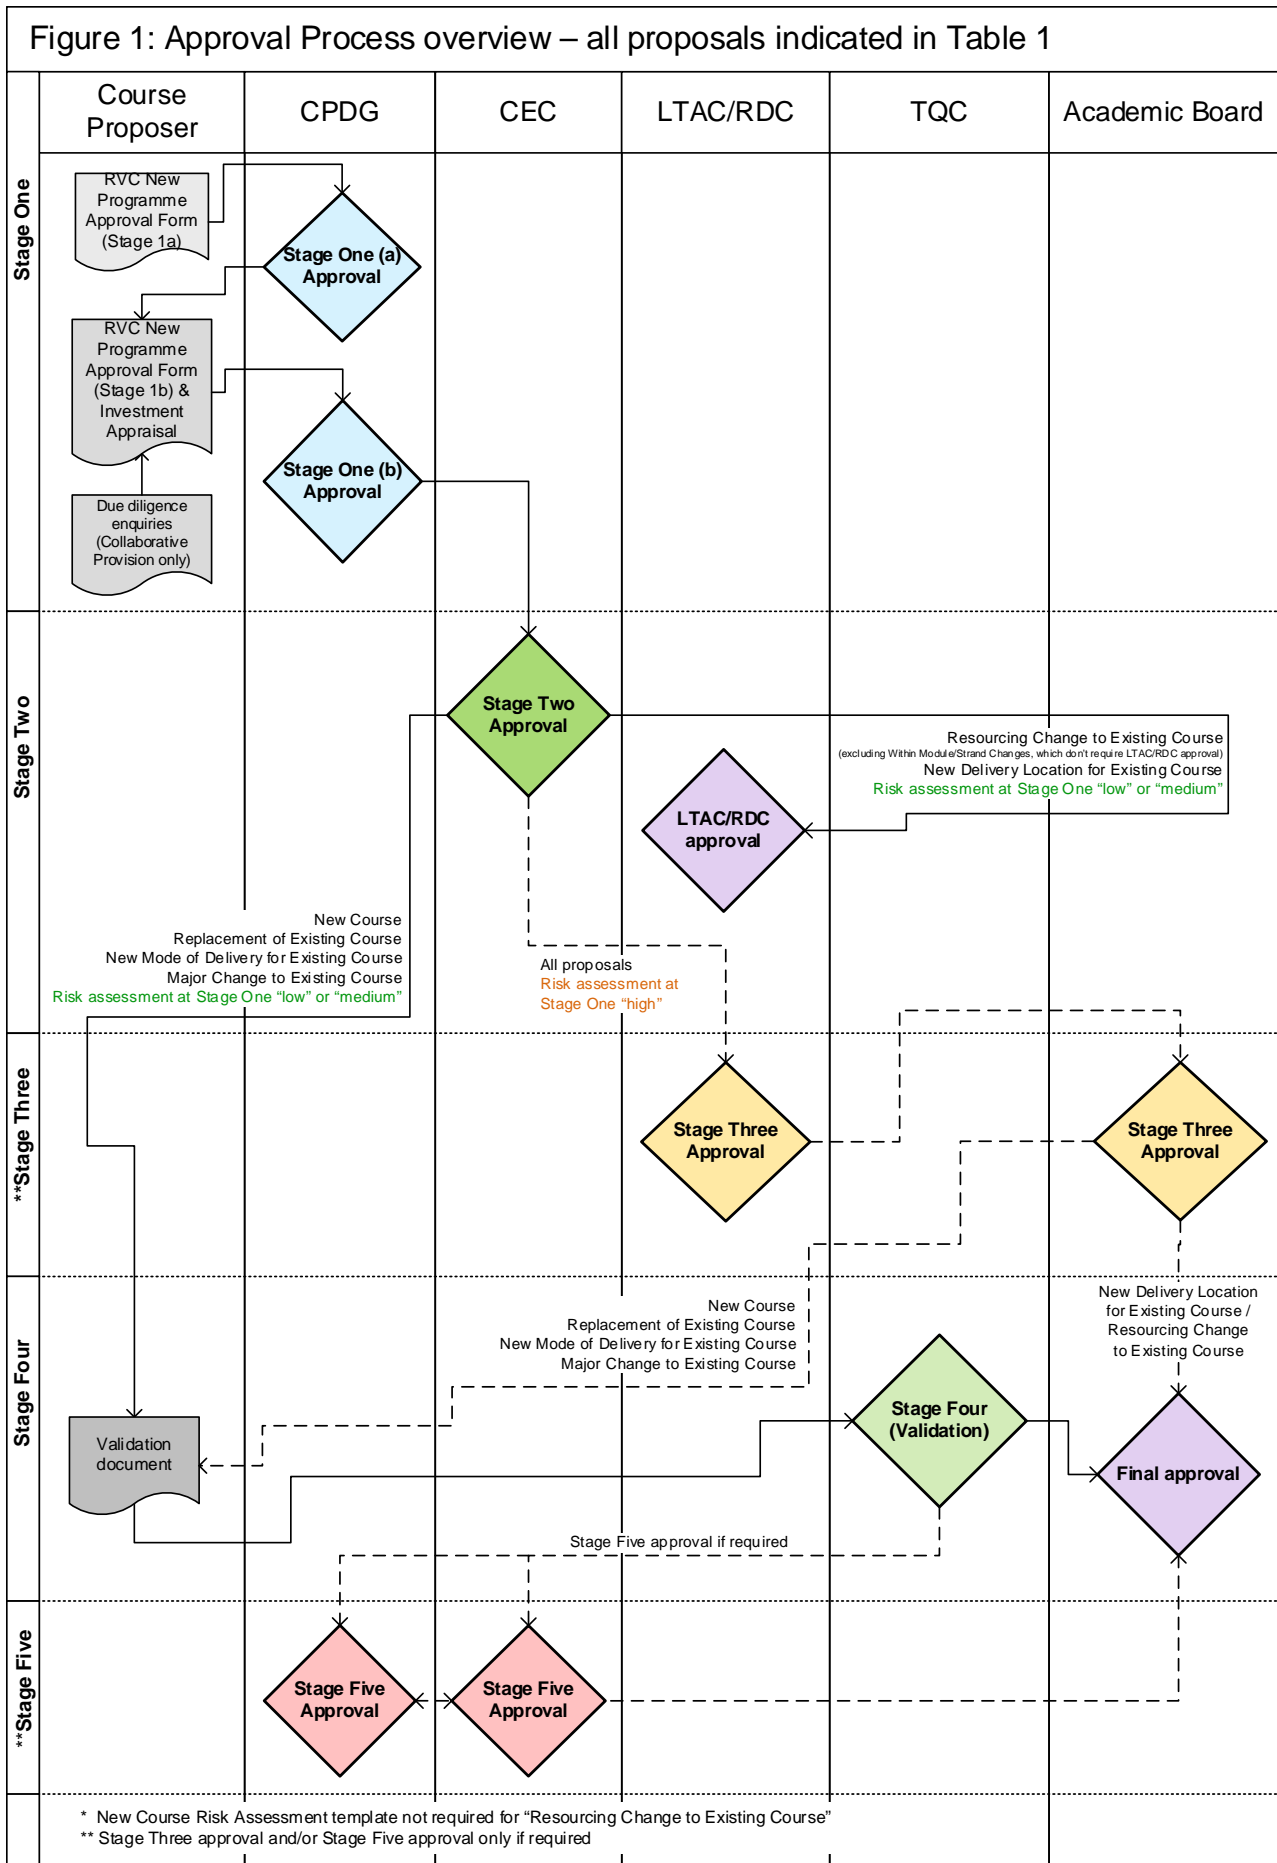 Figure 1: Approval Process overview – all proposals indicated in Table 1
Course
Proposer
CPDG
CEC
LTAC/RDC
TQC
Academic Board
Stage One
RVC New
Programme
Approval Form
(Stage 1a)
Stage One (a)
Approval
RVC New
Programme
Approval Form
(Stage 1b) &
Investment
Appraisal
Stage One (b)
Approval
Due diligence
enquiries
(Collaborative
Provision only)
Stage Two
Stage Two
Approval
Resourcing Change to Existing Course
(excluding Within Module/Strand Changes, which don't require LTAC/RDC approval)
New Delivery Location for Existing Course
Risk assessment at Stage One “low” or “medium”
LTAC/RDC
approval
New Course
Replacement of Existing Course
New Mode of Delivery for Existing Course
Major Change to Existing Course
Risk assessment at Stage One “low” or “medium”
All proposals
Risk assessment at
Stage One “high”
**Stage Three
Stage Three
Approval
Stage Three
Approval
Stage Four
New Course
Replacement of Existing Course
New Mode of Delivery for Existing Course
Major Change to Existing Course
New Delivery Location
for Existing Course /
Resourcing Change
to Existing Course
Validation
document
Stage Four
(Validation)
Final approval
Stage Five approval if required
**Stage Five
Stage Five
Approval
Stage Five
Approval
* New Course Risk Assessment template not required for “Resourcing Change to Existing Course”
** Stage Three approval and/or Stage Five approval only if required